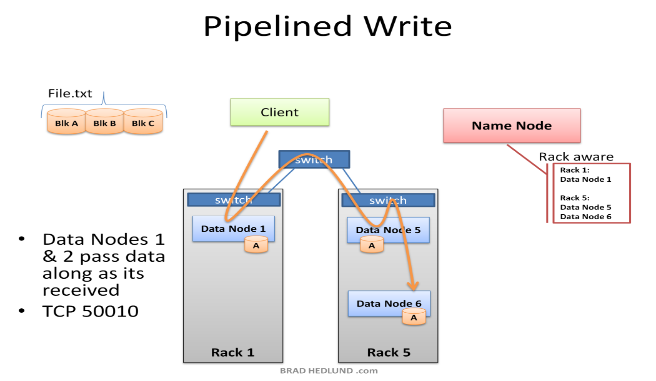 Pipelined Write
File.txt
Blk A Blk B Blk C
Client
Name Node
switch
Rack aware
Rack 1:
Data Node 1
Rack 5:
Data Node 5
Data Node 6
switch
switch
Data Node 1
A
Data Node 5
A
Data Node 6
A
Rack 1
Rack 5
• Data Nodes 1
& 2 pass data
along as its
received
• TCP 50010
BRAD HEDLUND .com